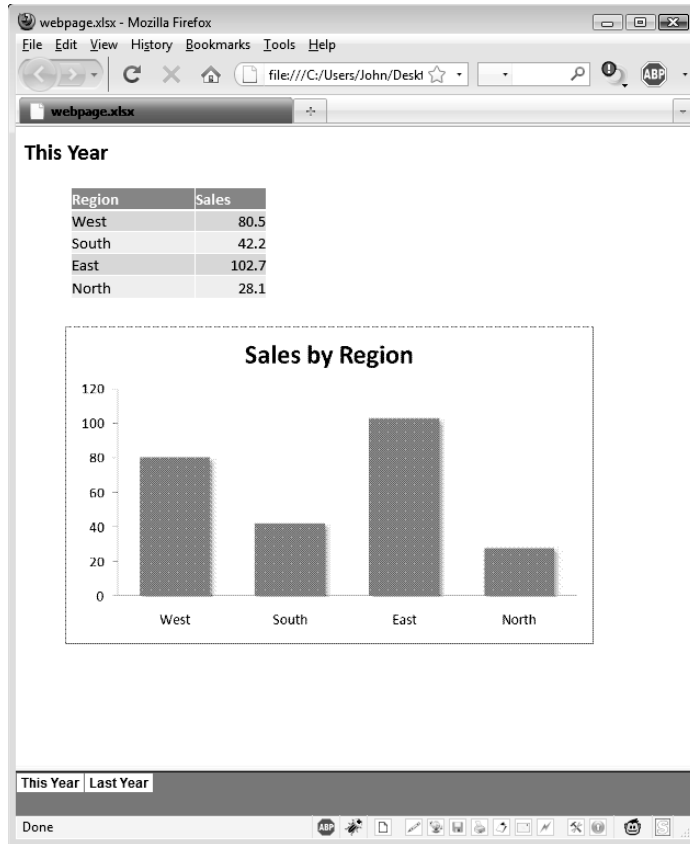 webpage.xlsx - Mozilla Firefox
File Edit View History Bookmarks Tools Help
file:///C:/Users/John/Deskt
ABP
webpage.xlsx
This Year
Region Sales
West 80.5
South 42.2
East 102.7
North 28.1
Sales by Region
120
100
80
60
40
20
0
West South East North
This Year Last Year
Done
ABP
S